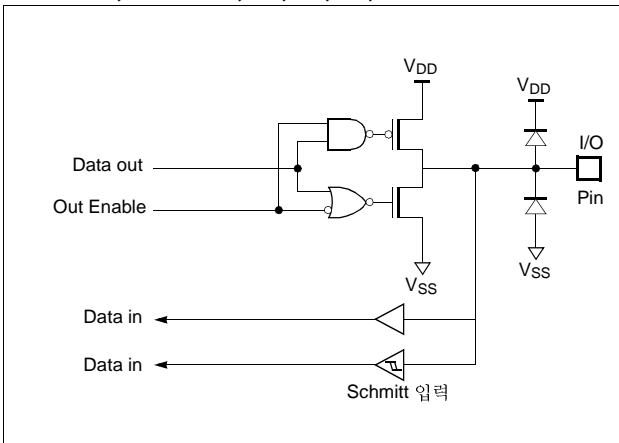 VDD
VDD
I/O
Data out
Pin
Out Enable
VSS
VSS
Data in
Data in
Schmitt 입력